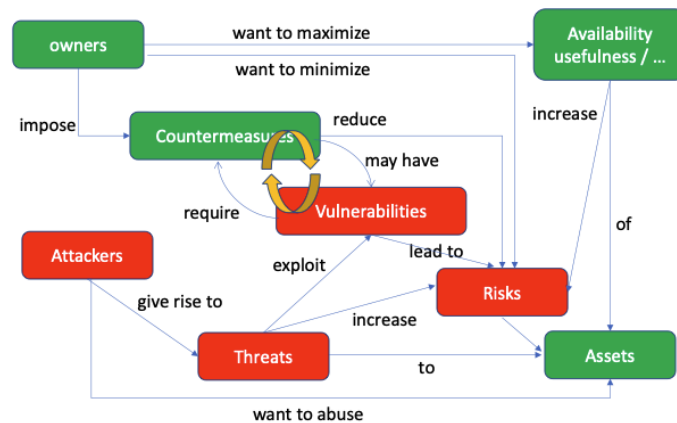 want to maximize
Availability
usefulness / ...
owners
want to minimize
impose
reduce
increase
Countermeasures
may have
require
Vulnerabilities
of
Attackers
exploit
lead to
give rise to
Risks
increase
Threats
to
Assets
want to abuse